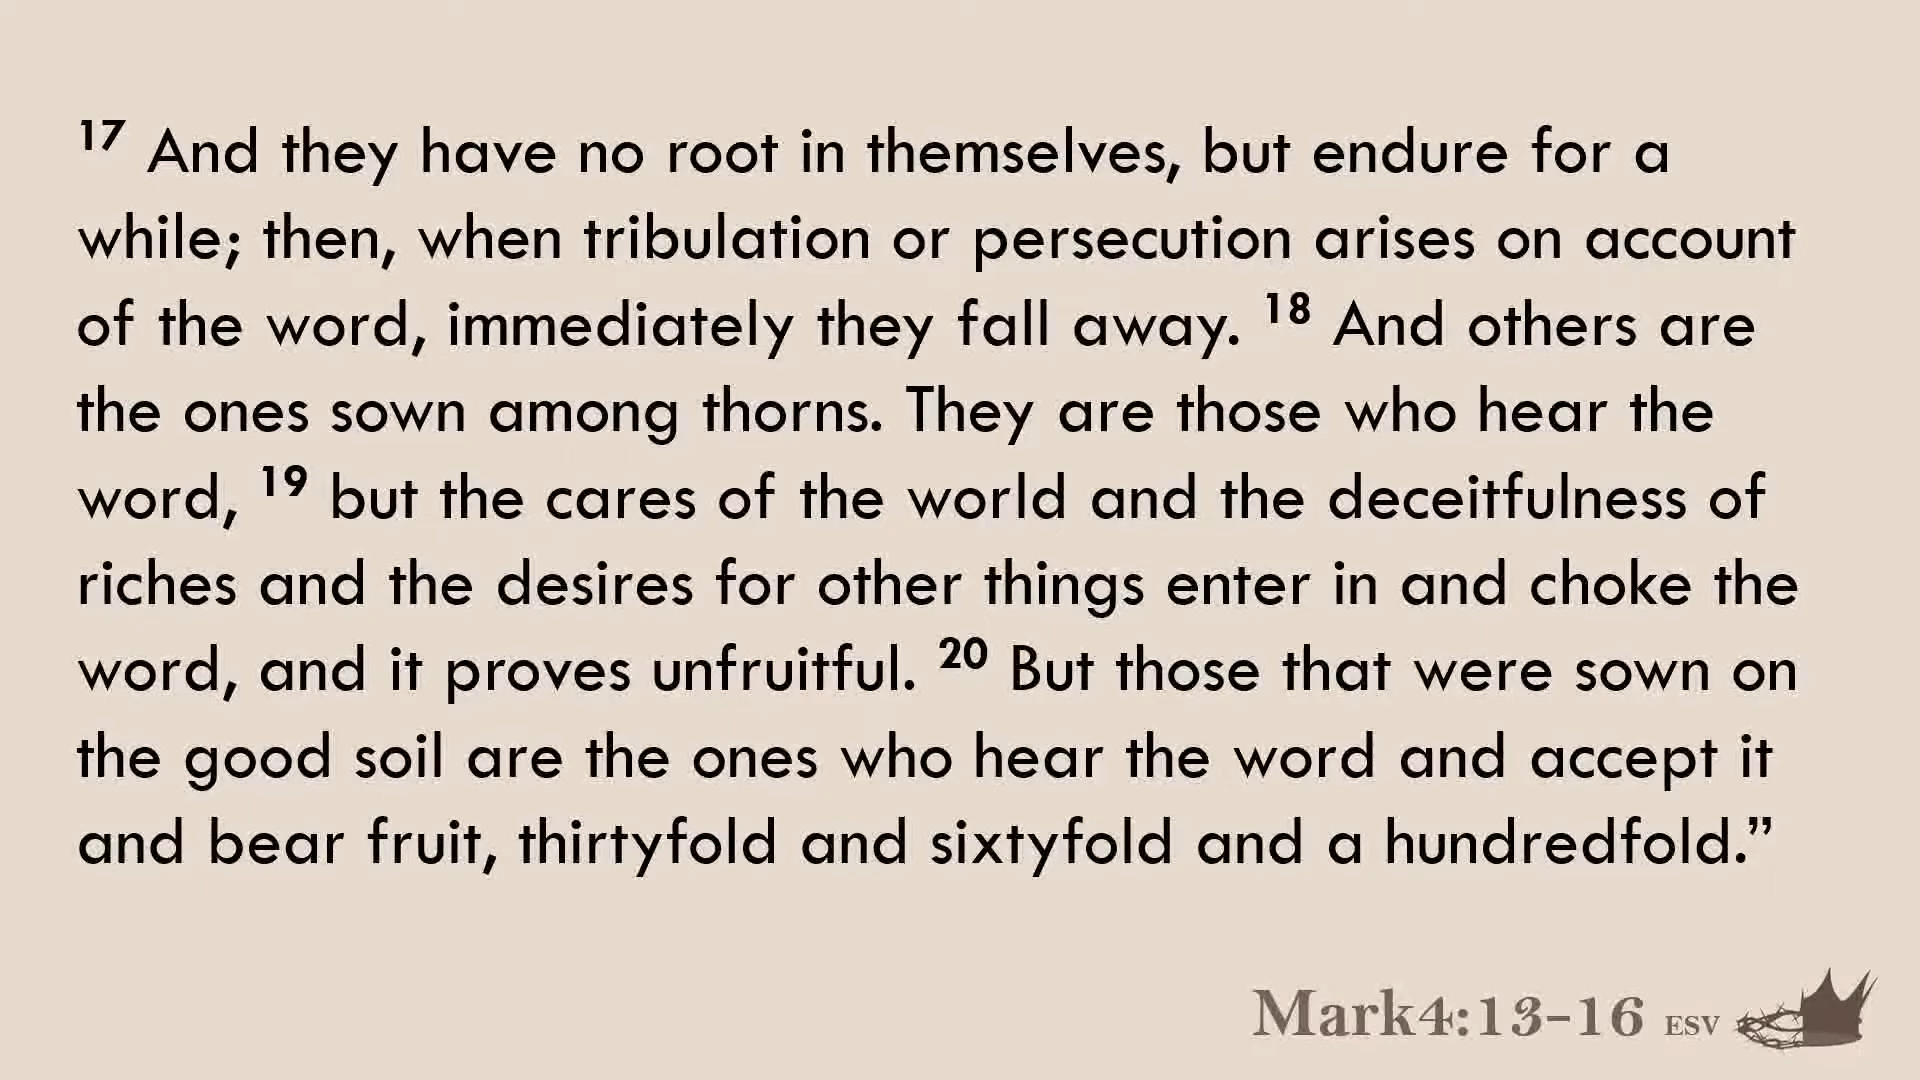 17 And they have no root in themselves, but endure for a
while; then, when tribulation or persecution arises on account
of the word, immediately they fall away. 18 And others are
the ones sown among thorns. They are those who hear the
word, 19 but the cares of the world and the deceitfulness of
riches and the desires for other things enter in and choke the
word, and it proves unfruitful. 20 But those that were sown on
the good soil are the ones who hear the word and accept it
and bear fruit, thirtyfold and sixtyfold and a hundredfold.”
Mark4:13-16 ESV